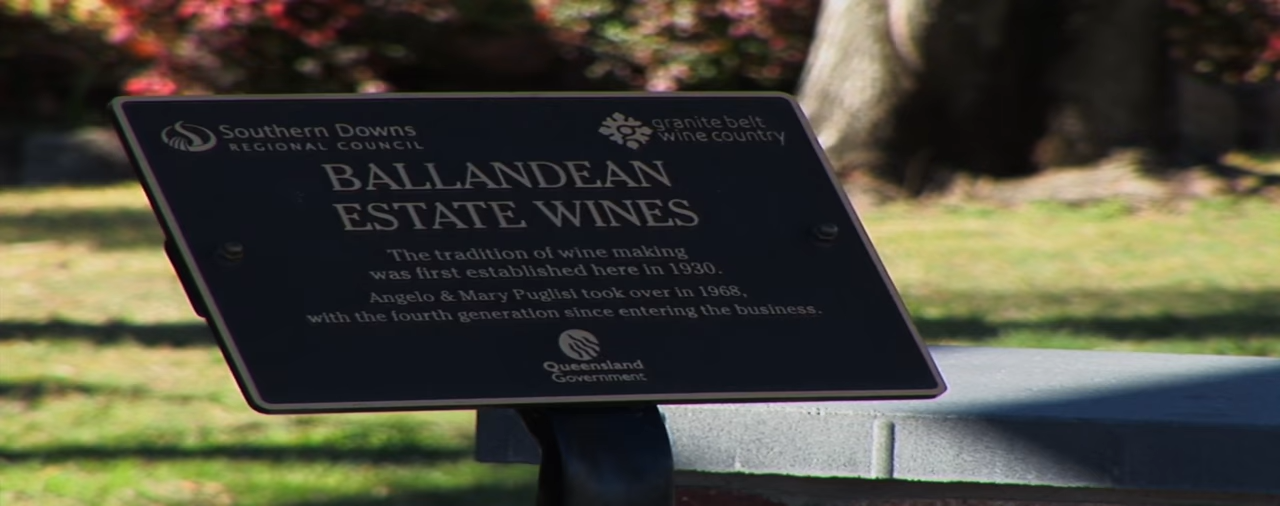 Southern Downs
REGIONAL COUNCIL
granite belt
wine country
BALLANDEAN
ESTATE WINES
The tradition of wine making
was first established here in 1930.
Angelo & Mary Puglisi took over in 1968,
with the fourth generation since entering the business.
Queensland
Government